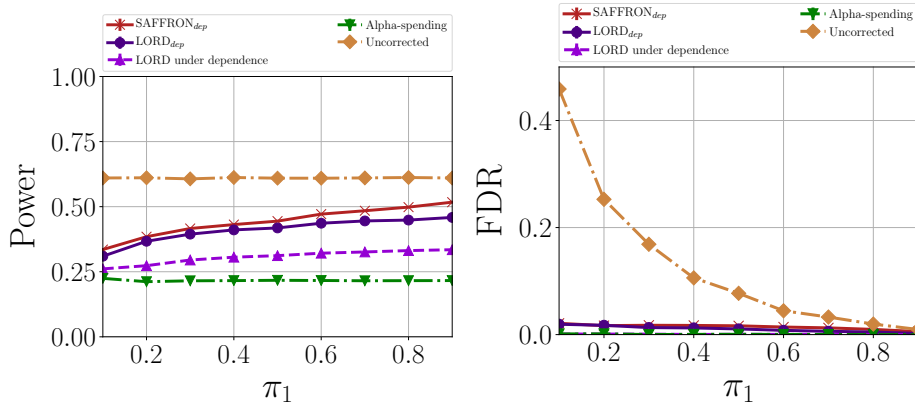 SAFFRON_dep
LORD_dep
LORD under dependence
Alpha-spending
Uncorrected
1.00
0.75
0.50
0.25
0.00
Power
0.2 0.4 0.6 0.8
π₁
SAFFRON_dep
LORD_dep
LORD under dependence
Alpha-spending
Uncorrected
0.4
0.2
0.0
FDR
0.2 0.4 0.6 0.8
π₁